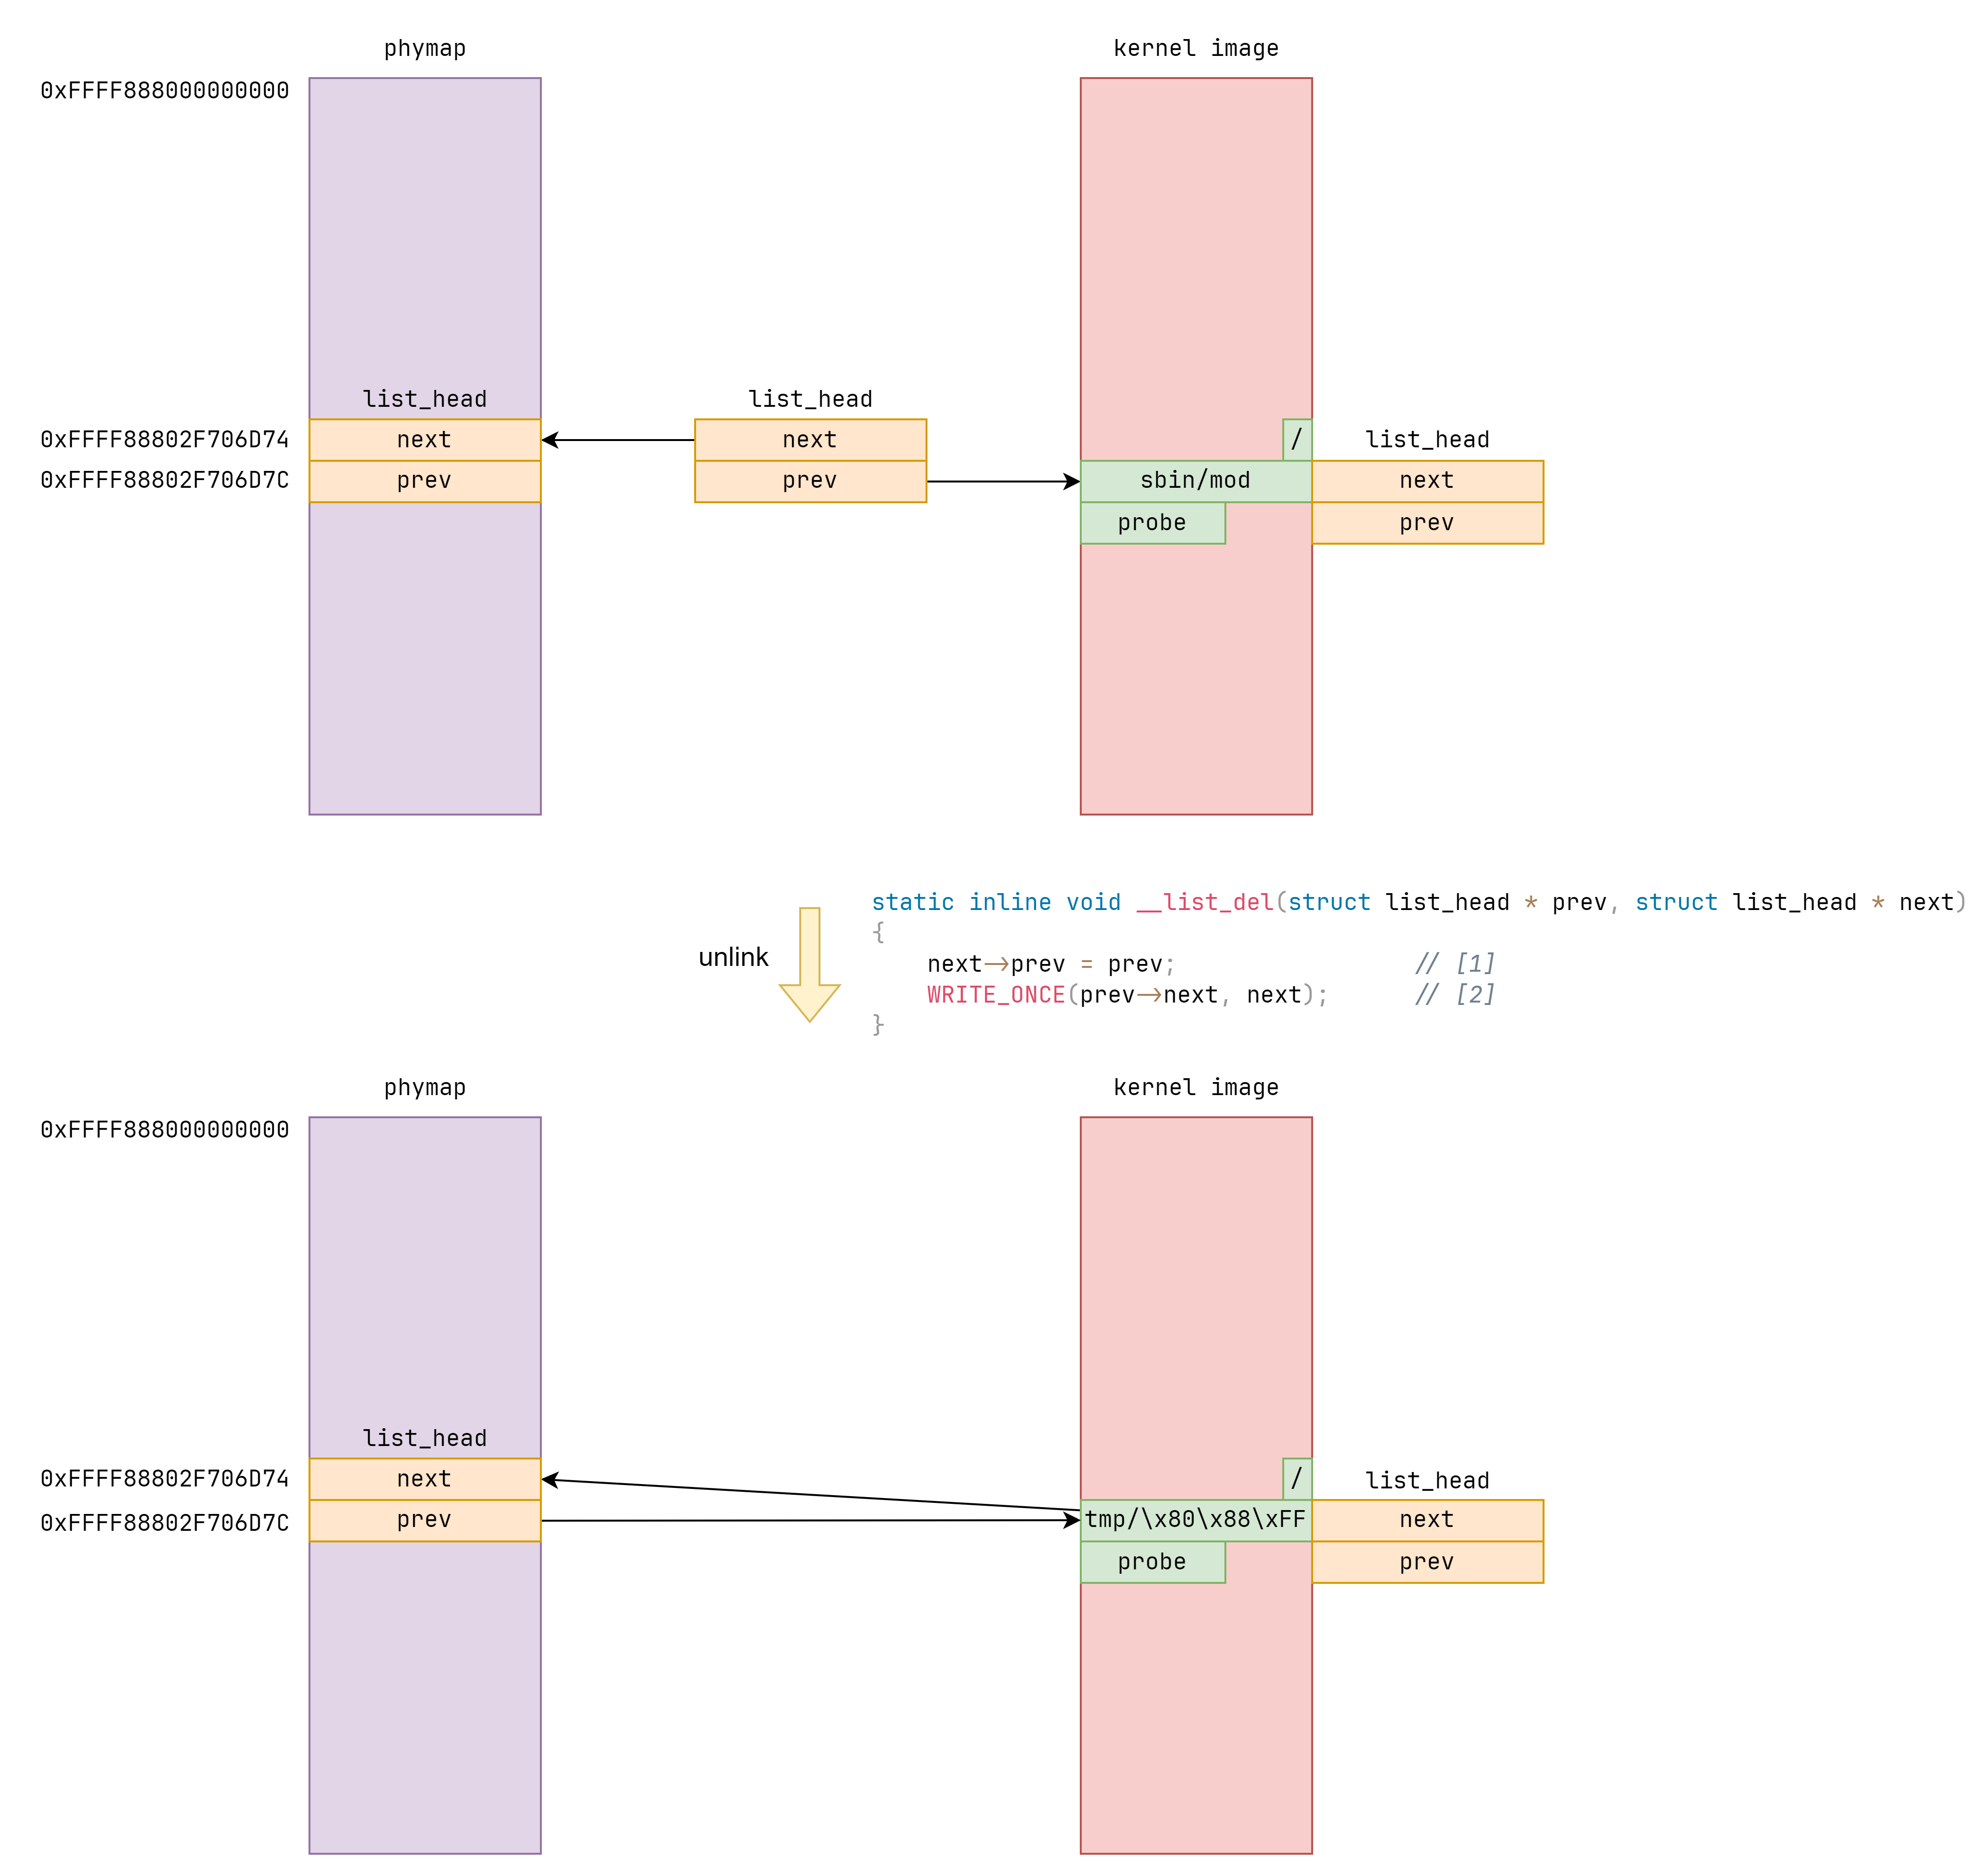 phymap
kernel image
0xFFFF888000000000
list_head
list_head
/
0xFFFF88802F706D74
next
next
list_head
0xFFFF88802F706D7C
prev
prev
sbin/mod
next
probe
prev
static inline void __list_del(struct list_head * prev, struct list_head * next)
{
unlink
next->prev = prev; // [1]
WRITE_ONCE(prev->next, next); // [2]
}
phymap
kernel image
0xFFFF888000000000
list_head
/
0xFFFF88802F706D74
next
list_head
0xFFFF88802F706D7C
prev
tmp/\x80\x88\xFF
next
probe
prev